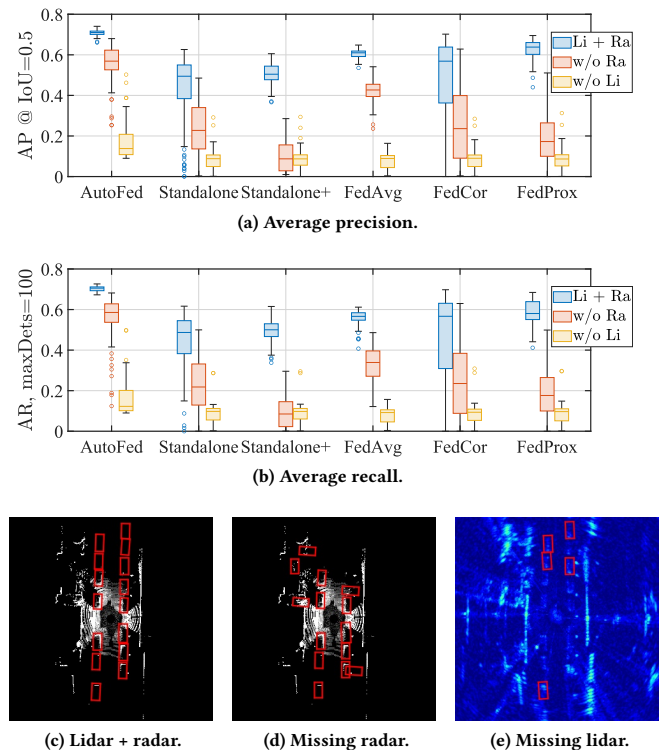 AP @ IoU=0.5
0.8
0.6
0.4
0.2
0
Li + Ra
w/o Ra
w/o Li
AutoFed Standalone Standalone+ FedAvg FedCor FedProx
(a) Average precision.
AR, maxDets=100
0.8
0.6
0.4
0.2
0
Li + Ra
w/o Ra
w/o Li
AutoFed Standalone Standalone+ FedAvg FedCor FedProx
(b) Average recall.
(c) Lidar + radar. (d) Missing radar. (e) Missing lidar.